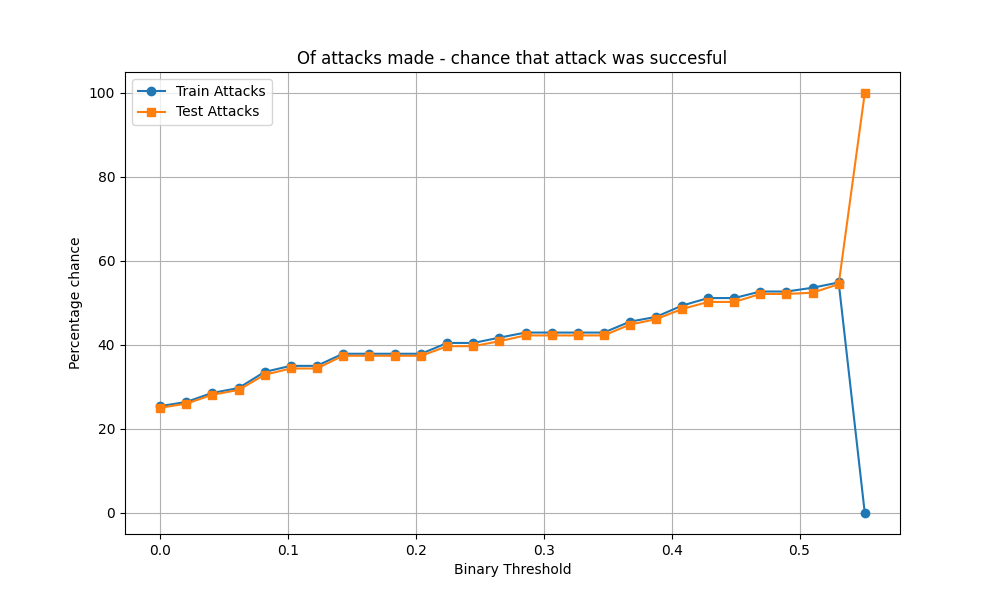 Of attacks made - chance that attack was succesful
Train Attacks
Test Attacks
100
80
60
40
20
0
Percentage chance
0.0 0.1 0.2 0.3 0.4 0.5
Binary Threshold